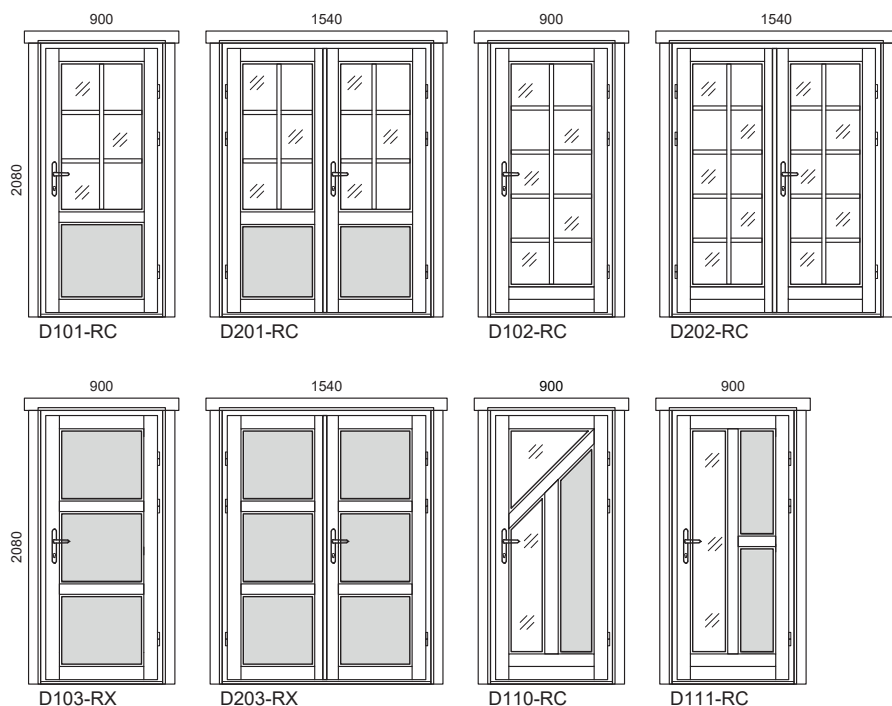 900 1540 900 1540
2080
D101-RC D201-RC D102-RC D202-RC
900 1540 900 900
2080
D103-RX D203-RX D110-RC D111-RC